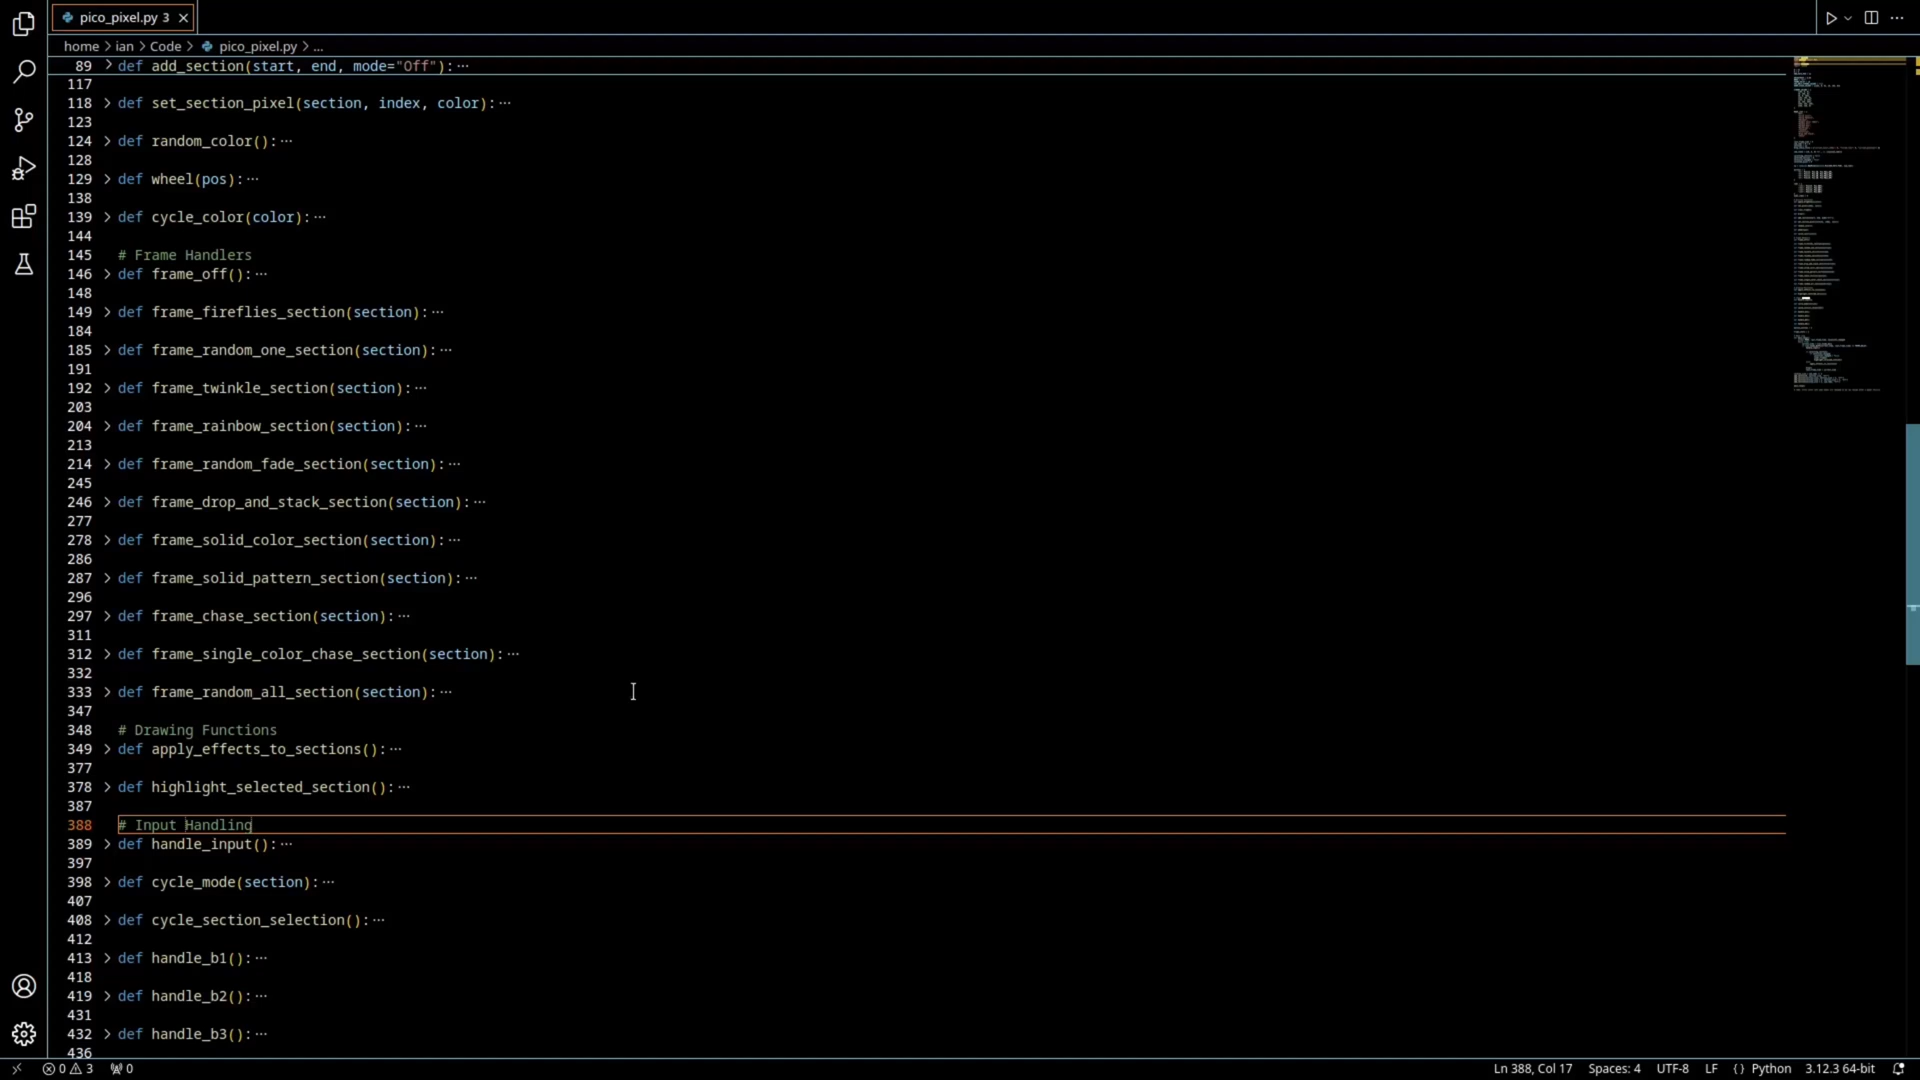 pico_pixel.py 3
home > ian > Code > pico_pixel.py > ...
89 > def add_section(start, end, mode="Off"):···
117
118 > def set_section_pixel(section, index, color):···
123
124 > def random_color():···
128
129 > def wheel(pos):···
138
139 > def cycle_color(color):···
144
145 # Frame Handlers
146 > def frame_off():···
148
149 > def frame_fireflies_section(section):···
184
185 > def frame_random_one_section(section):···
191
192 > def frame_twinkle_section(section):···
203
204 > def frame_rainbow_section(section):···
213
214 > def frame_random_fade_section(section):···
245
246 > def frame_drop_and_stack_section(section):···
277
278 > def frame_solid_color_section(section):···
286
287 > def frame_solid_pattern_section(section):···
296
297 > def frame_chase_section(section):···
311
312 > def frame_single_color_chase_section(section):···
332
333 > def frame_random_all_section(section):···
347
348 # Drawing Functions
349 > def apply_effects_to_sections():···
377
378 > def highlight_selected_section():···
387
388 # Input Handling
389 > def handle_input():···
397
398 > def cycle_mode(section):···
407
408 > def cycle_section_selection():···
412
413 > def handle_b1():···
418
419 > def handle_b2():···
431
432 > def handle_b3():···
436
0 3 0 Ln 388, Col 17 Spaces: 4 UTF-8 LF {} Python 3.12.3 64-bit